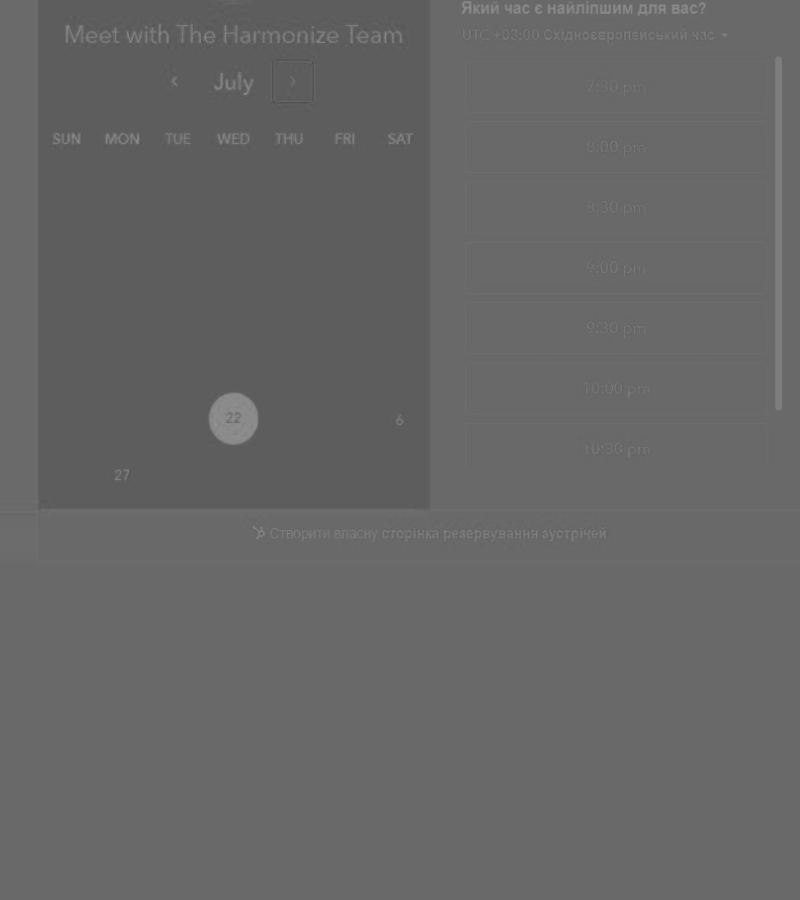 Який час є найліпшим для вас?
Meet with The Harmonize Team
UTC +03:00 Східноєвропейський час
July
SUN MON TUE WED THU FRI SAT
22 6
27
7:30 pm
8:00 pm
8:30 pm
9:00 pm
9:30 pm
10:00 pm
10:30 pm
Створити власну сторінка резервування зустрічей